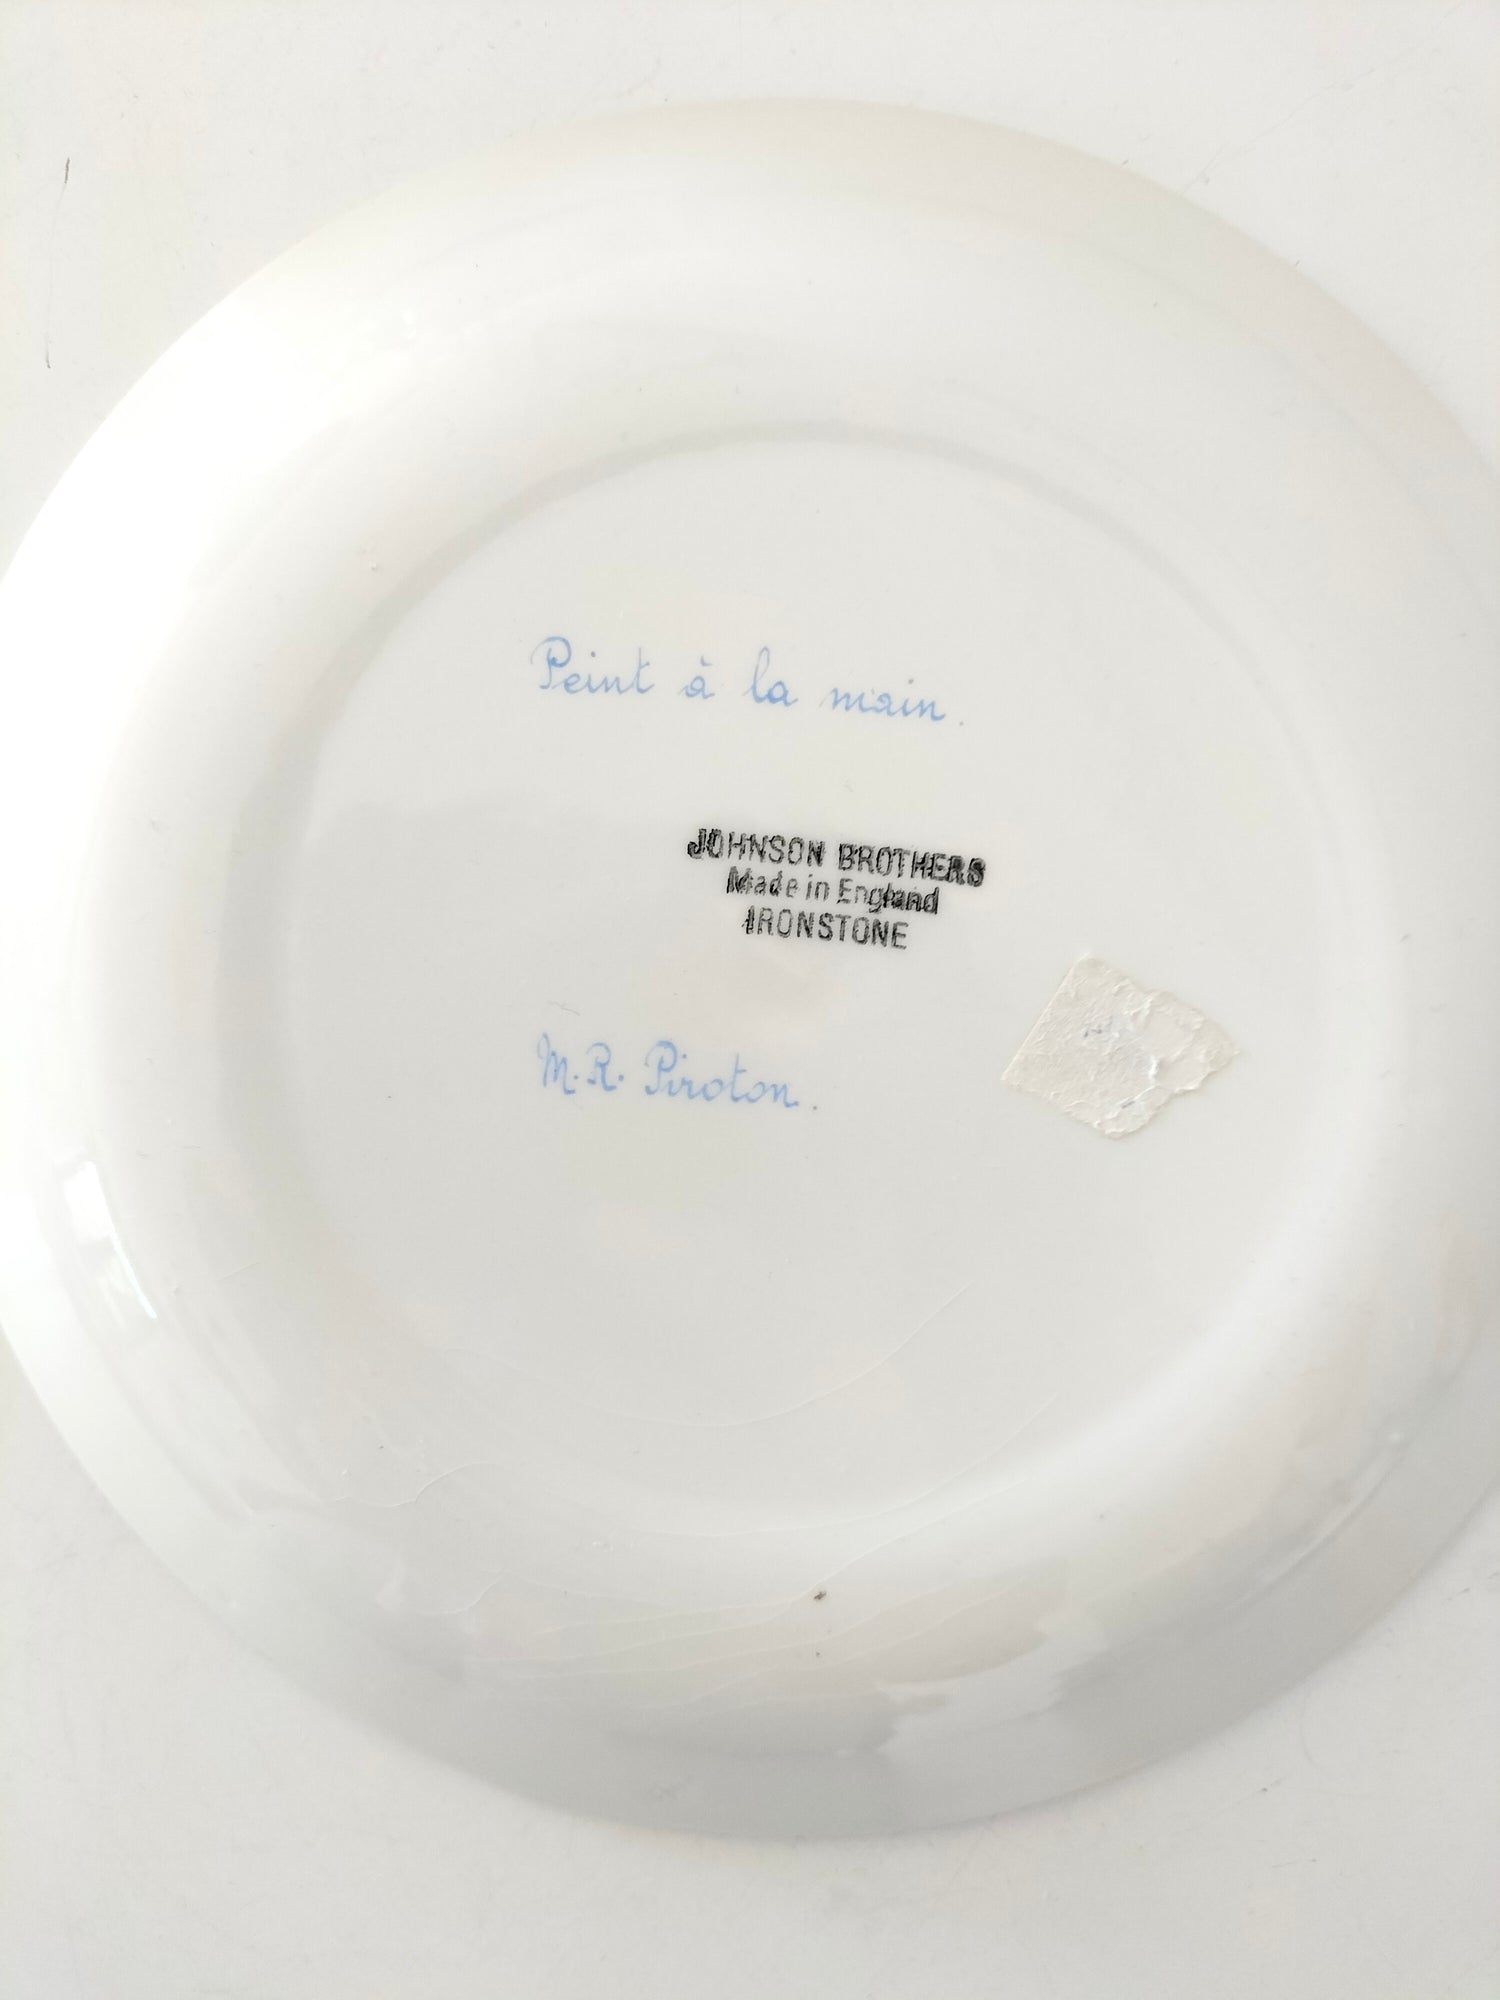 Peint à la main.
JOHNSON BROTHERS
Made in England
IRONSTONE
M.R. Piroton.